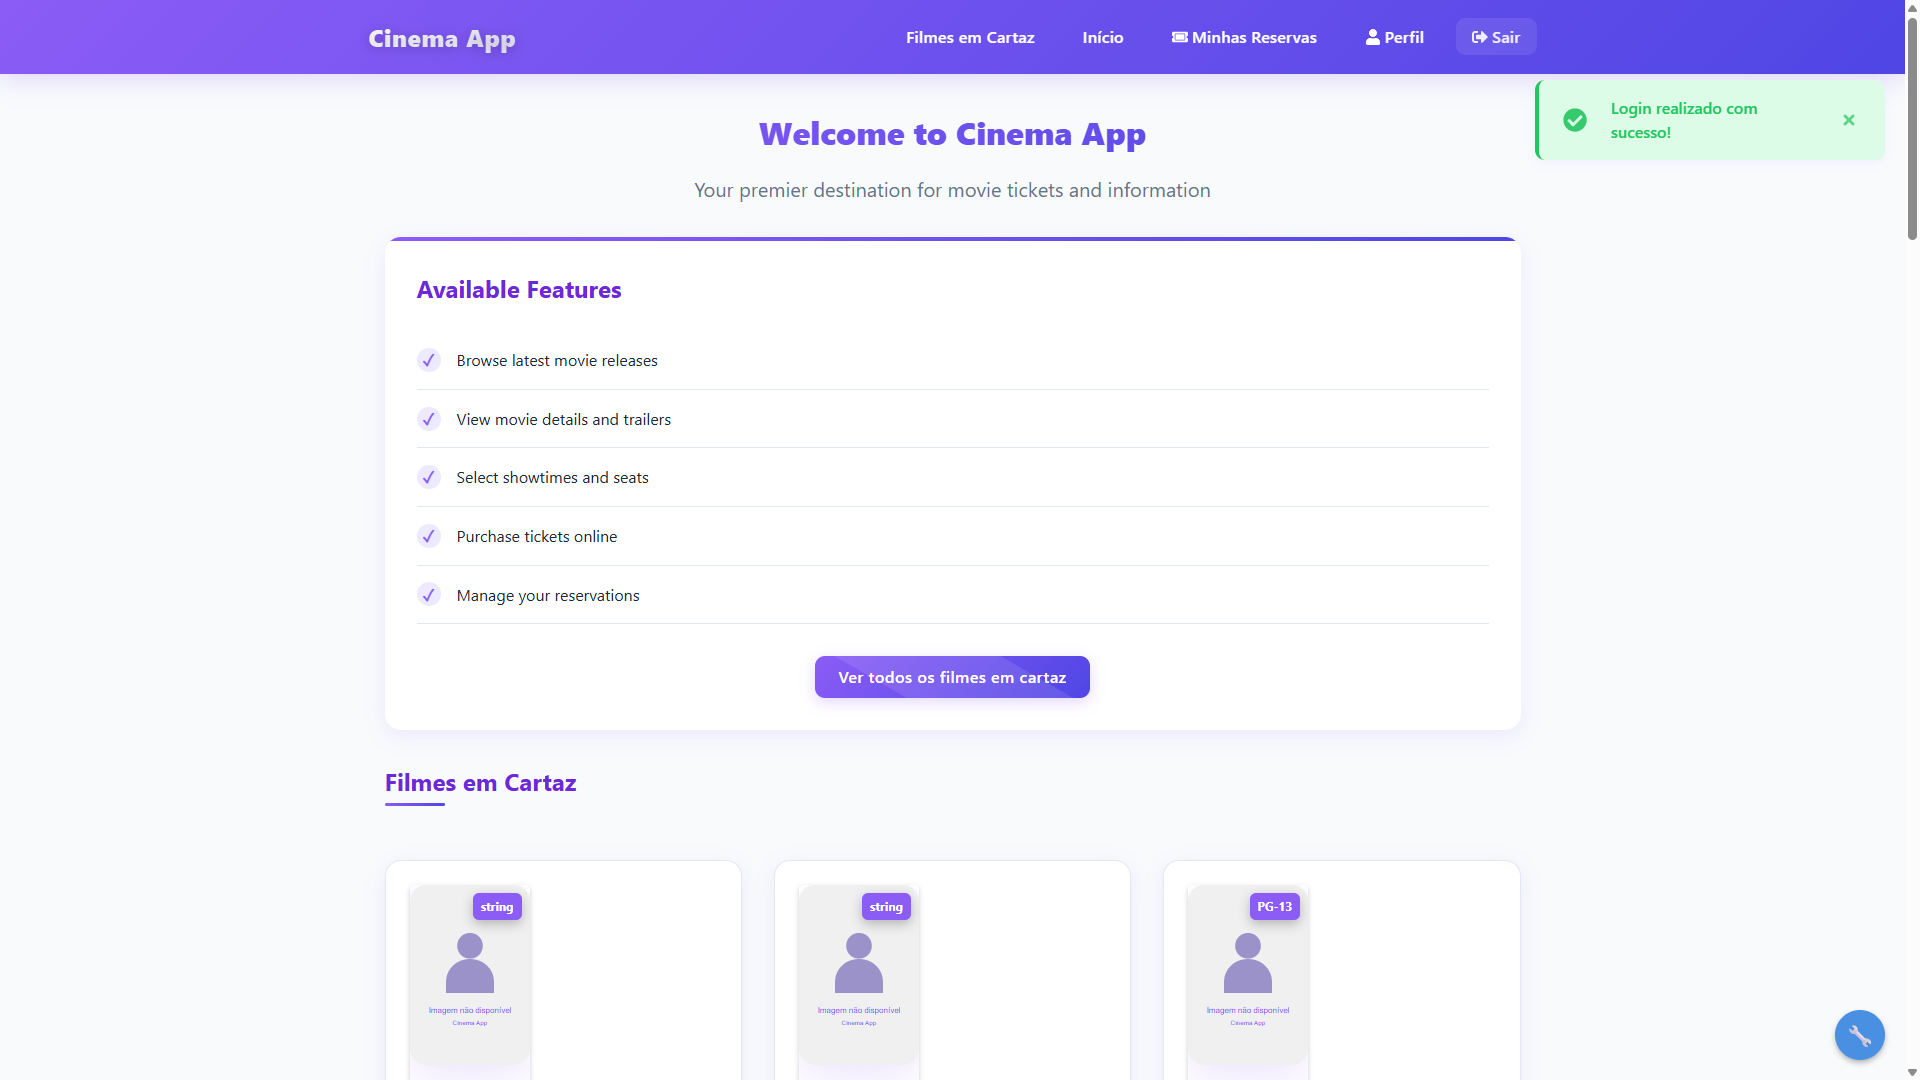 Cinema App
Filmes em Cartaz
Início
Minhas Reservas
Perfil
Sair
Login realizado com
sucesso!
Welcome to Cinema App
Your premier destination for movie tickets and information
Available Features
Browse latest movie releases
View movie details and trailers
Select showtimes and seats
Purchase tickets online
Manage your reservations
Ver todos os filmes em cartaz
Filmes em Cartaz
string
Imagem não disponível
Cinema App
string
Imagem não disponível
Cinema App
PG-13
Imagem não disponível
Cinema App